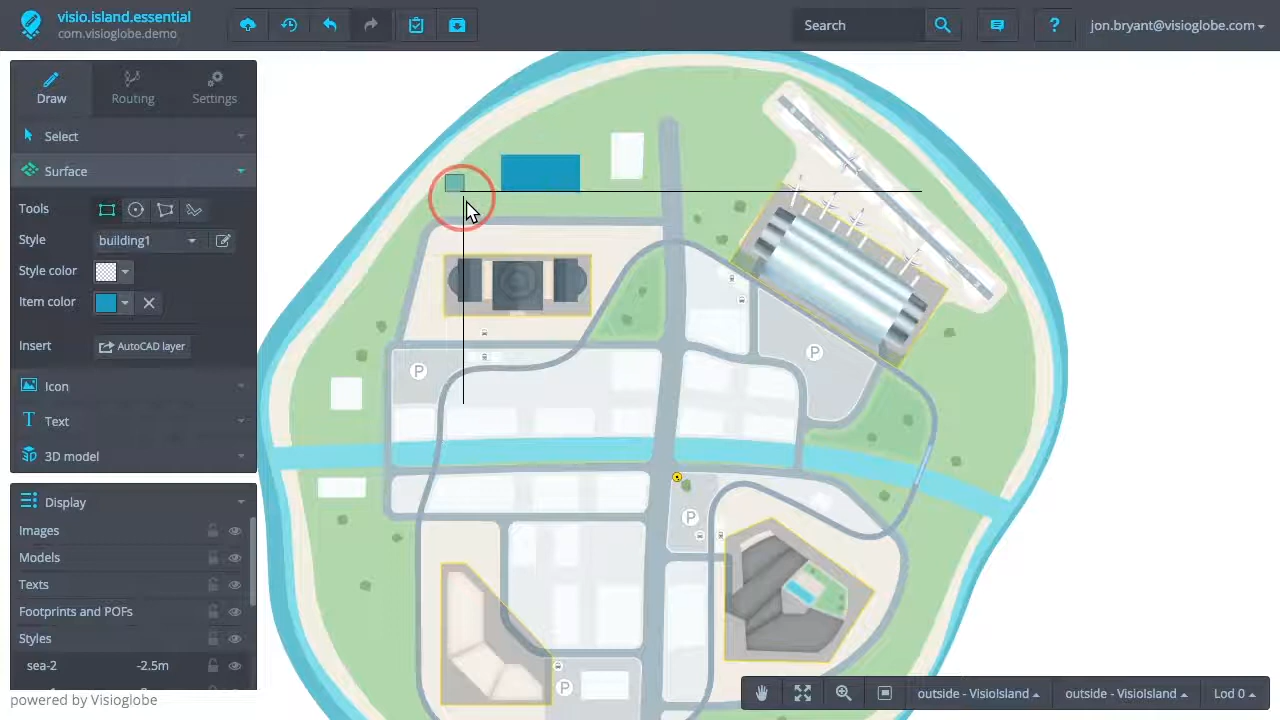 visio.island.essential
com.visioglobe.demo
Search
?
jon.bryant@visioglobe.com
Draw
Routing
Settings
Select
Surface
Tools
Style
building1
Style color
Item color
Insert
AutoCAD layer
Icon
T Text
3D model
Display
Images
Models
Texts
Footprints and POFs
Styles
sea-2 -2.5m
powered by Visioglobe
P
P
P
P
outside - VisioIsland
outside - VisioIsland
Lod 0